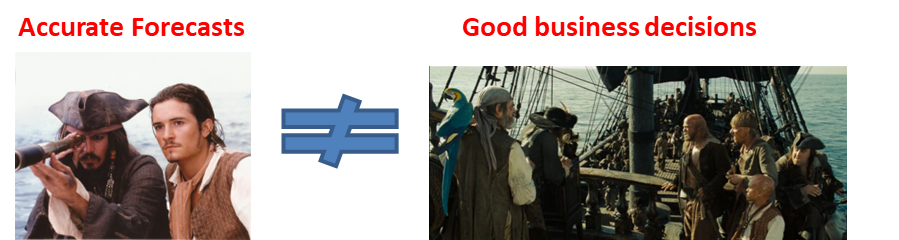 Accurate Forecasts
Good business decisions